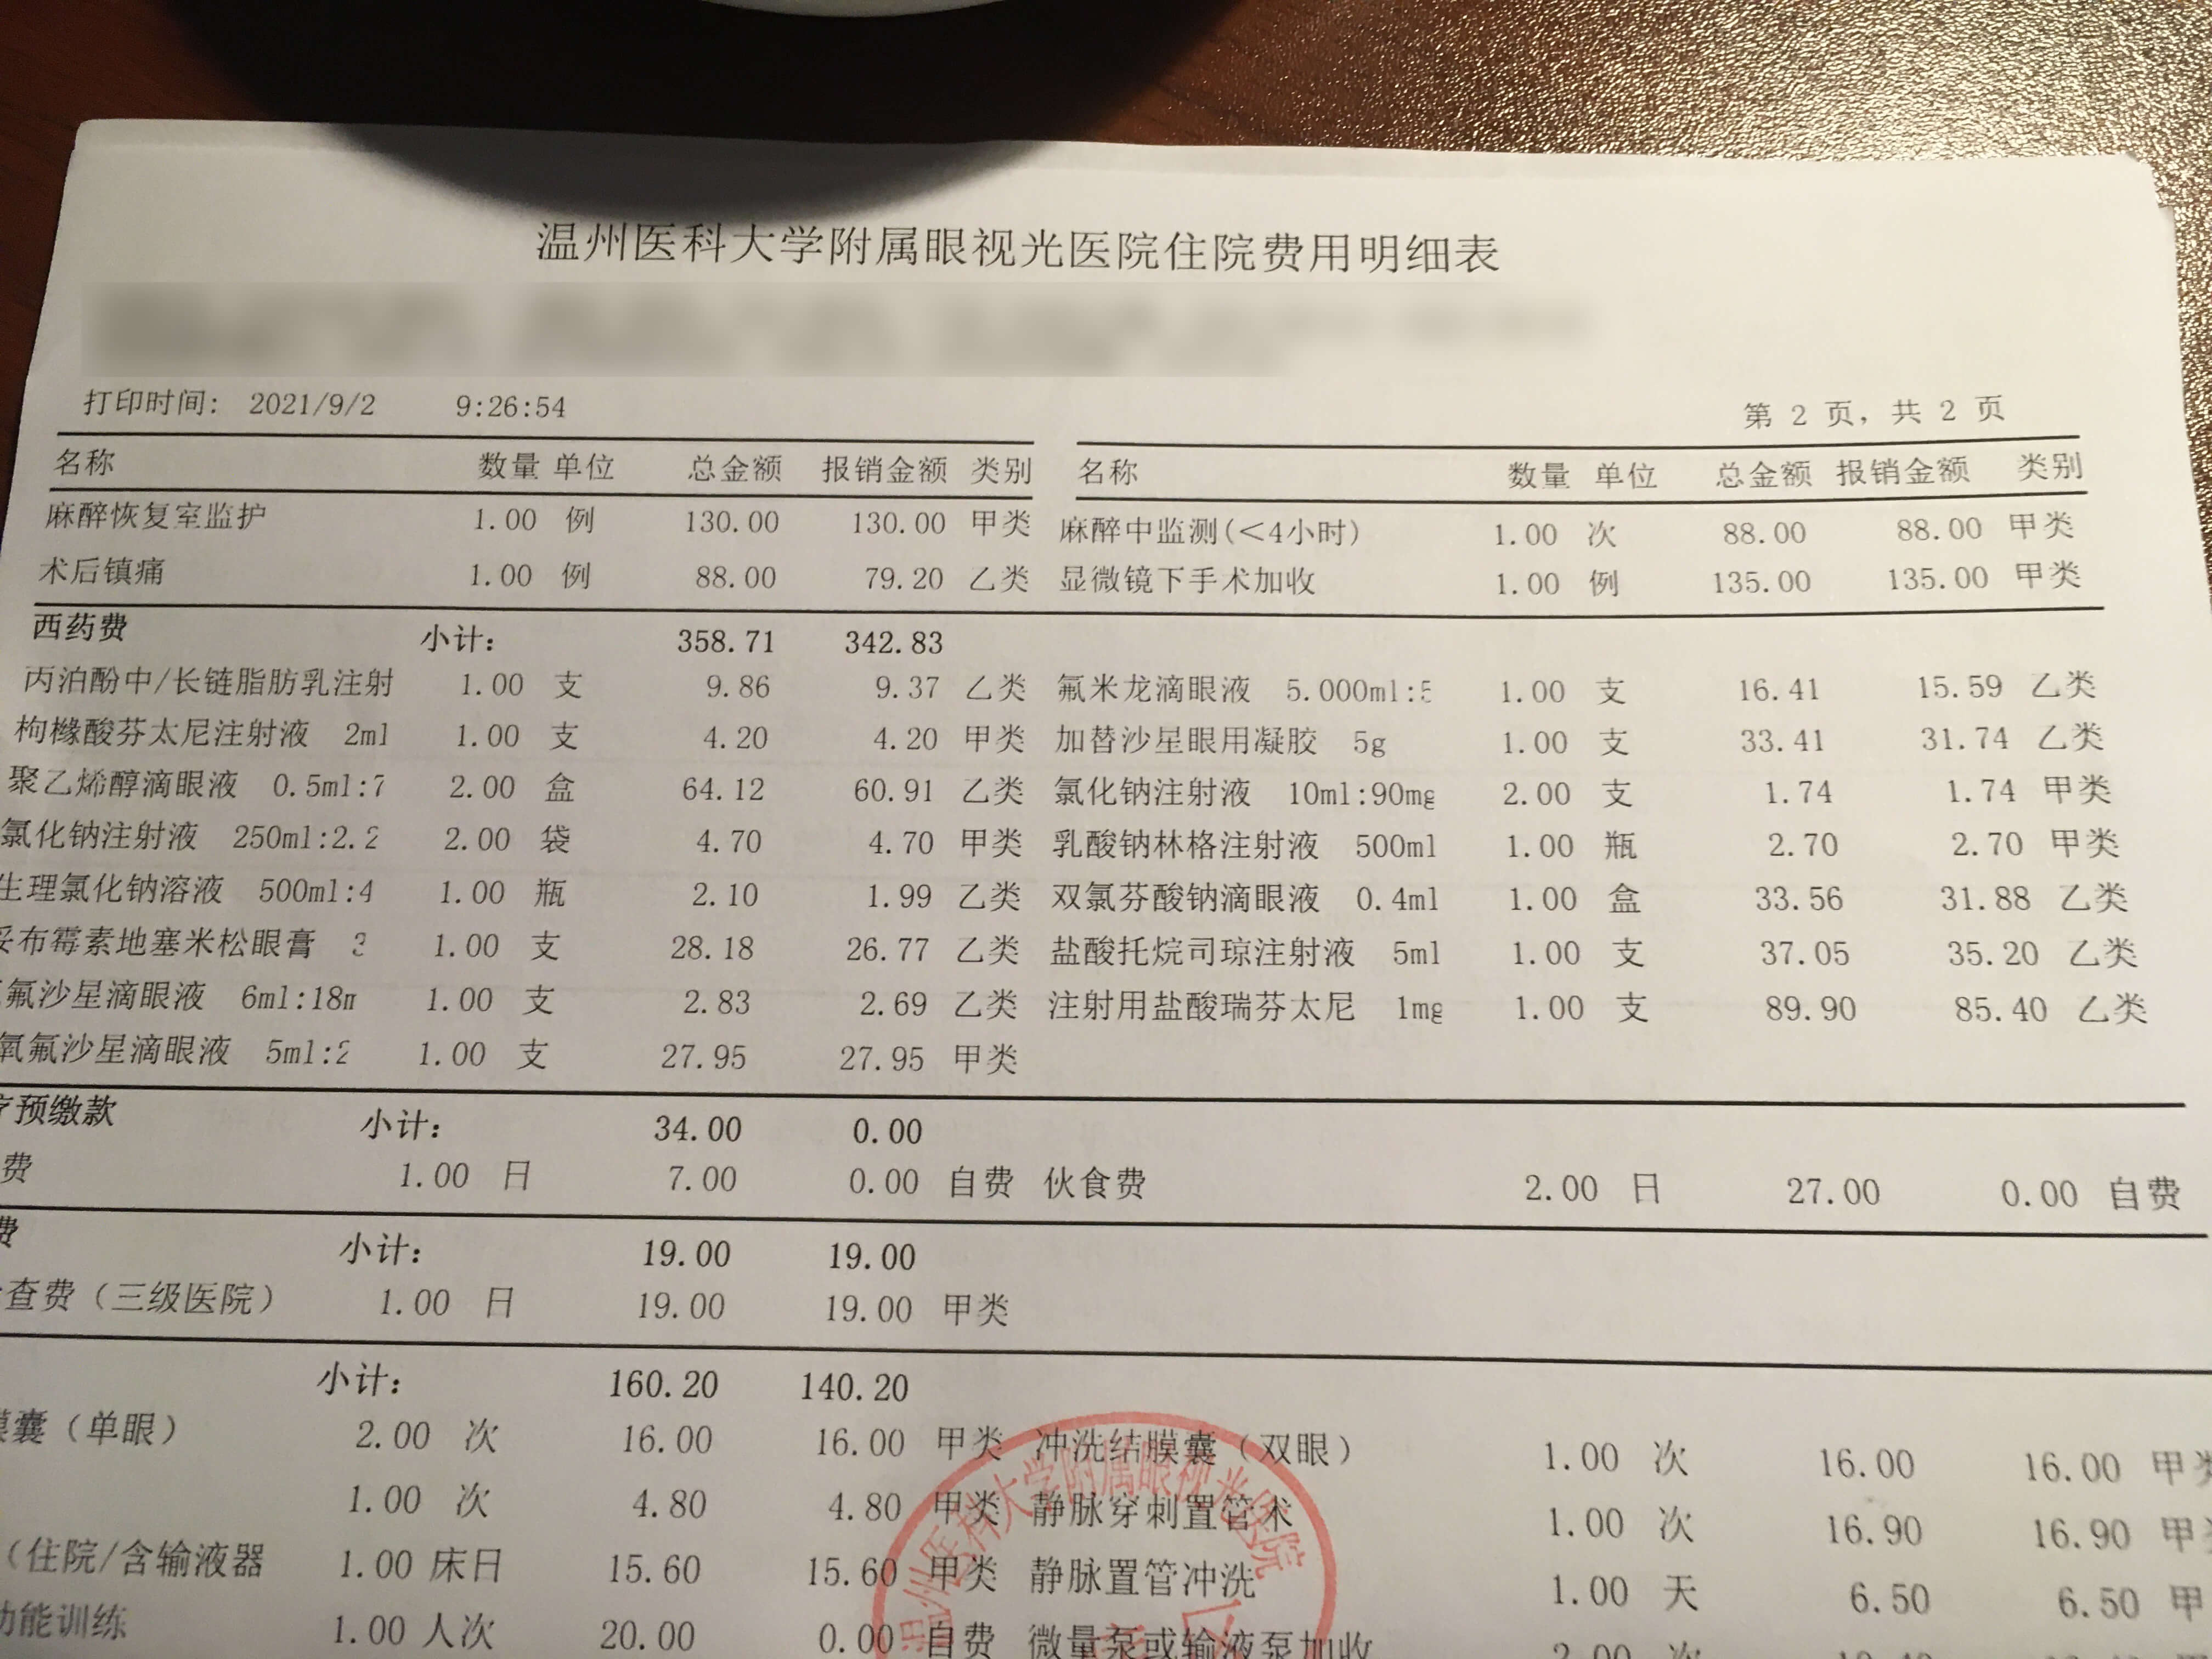 温州医科大学附属眼视光医院住院费用明细表
打印时间: 2021/9/2 9:26:54 第 2 页, 共 2 页
名称 数量 单位 总金额 报销金额 类别 名称 数量 单位 总金额 报销金额 类别
麻醉恢复室监护 1.00 例 130.00 130.00 甲类 麻醉中监测(<4小时) 1.00 次 88.00 88.00 甲类
术后镇痛 1.00 例 88.00 79.20 乙类 显微镜下手术加收 1.00 例 135.00 135.00 甲类
西药费 小计: 358.71 342.83
丙泊酚中/长链脂肪乳注射 1.00 支 9.86 9.37 乙类 氟米龙滴眼液 5.000ml:5 1.00 支 16.41 15.59 乙类
枸橼酸芬太尼注射液 2ml 1.00 支 4.20 4.20 甲类 加替沙星眼用凝胶 5g 1.00 支 33.41 31.74 乙类
聚乙烯醇滴眼液 0.5ml:7 2.00 盒 64.12 60.91 乙类 氯化钠注射液 10ml:90mg 2.00 支 1.74 1.74 甲类
氯化钠注射液 250ml:2.2 2.00 袋 4.70 4.70 甲类 乳酸钠林格注射液 500ml 1.00 瓶 2.70 2.70 甲类
生理氯化钠溶液 500ml:4 1.00 瓶 2.10 1.99 乙类 双氯芬酸钠滴眼液 0.4ml 1.00 盒 33.56 31.88 乙类
妥布霉素地塞米松眼膏 3 1.00 支 28.18 26.77 乙类 盐酸托烷司琼注射液 5ml 1.00 支 37.05 35.20 乙类
氟沙星滴眼液 6ml:18m 1.00 支 2.83 2.69 乙类 注射用盐酸瑞芬太尼 1mg 1.00 支 89.90 85.40 乙类
氧氟沙星滴眼液 5ml:2 1.00 支 27.95 27.95 甲类
疗预缴款 小计: 34.00 0.00
费 1.00 日 7.00 0.00 自费 伙食费 2.00 日 27.00 0.00 自费
费 小计: 19.00 19.00
查费(三级医院) 1.00 日 19.00 19.00 甲类
小计: 160.20 140.20
膜囊(单眼) 2.00 次 16.00 16.00 甲类 冲洗结膜囊(双眼) 1.00 次 16.00 16.00 甲类
1.00 次 4.80 4.80 甲类 静脉穿刺置管术 1.00 次 16.90 16.90 甲类
(住院/含输液器 1.00 床日 15.60 15.60 甲类 静脉置管冲洗 1.00 天 6.50 6.50 甲
功能训练 1.00 人次 20.00 0.00 自费 微量泵或输液泵加收 2.00 次
温州医科大学附属眼视光医院